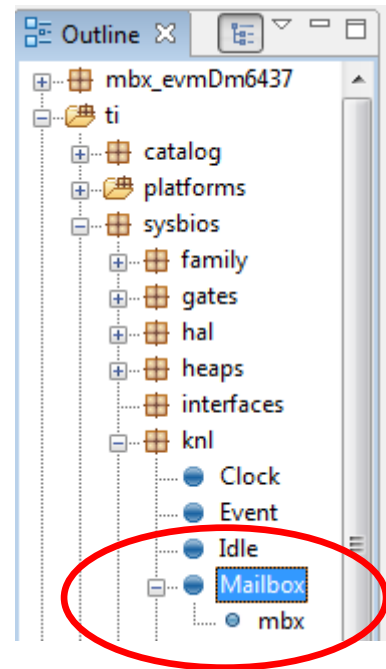 Outline
mbx_evmDm6437
ti
catalog
platforms
sysbios
family
gates
hal
heaps
interfaces
knl
Clock
Event
Idle
Mailbox
mbx